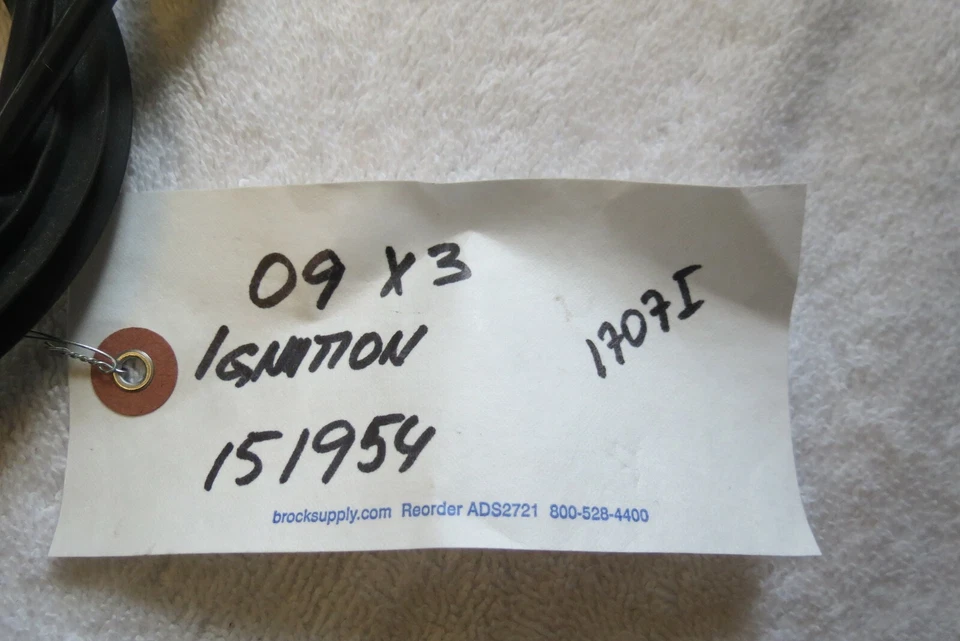 09 X3
IGNITION
1707I
151954
brocksupply.com Reorder ADS2721 800-528-4400